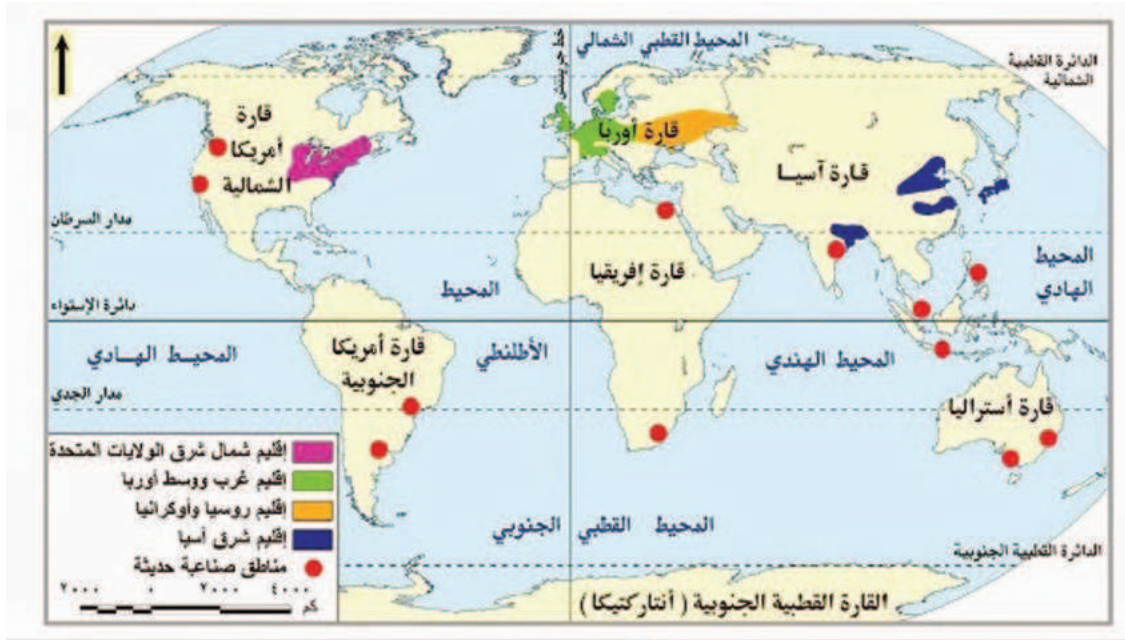 المحيط القطبي الشمالي
خط جرينتش
الدائرة القطبية
الشمالية
قارة
أمريكا
الشمالية
قارة أوربا
قارة آسيا
مدار السرطان
المحيط
الهادي
قارة إفريقيا
المحيط
دائرة الإستواء
الأطلنطي
المحيط الهندي
المحيط الهادي
قارة أمريكا
الجنوبية
مدار الجدي
قارة أستراليا
إقليم شمال شرق الولايات المتحدة
إقليم غرب ووسط أوربا
إقليم روسيا وأوكرانيا
إقليم شرق آسيا
مناطق صناعية حديثة
المحيط القطبي الجنوبي
الدائرة القطبية الجنوبية
٢٠٠٠ ٠ ٢٠٠٠ ٤٠٠٠
كم
القارة القطبية الجنوبية (أنتاركتيكا)